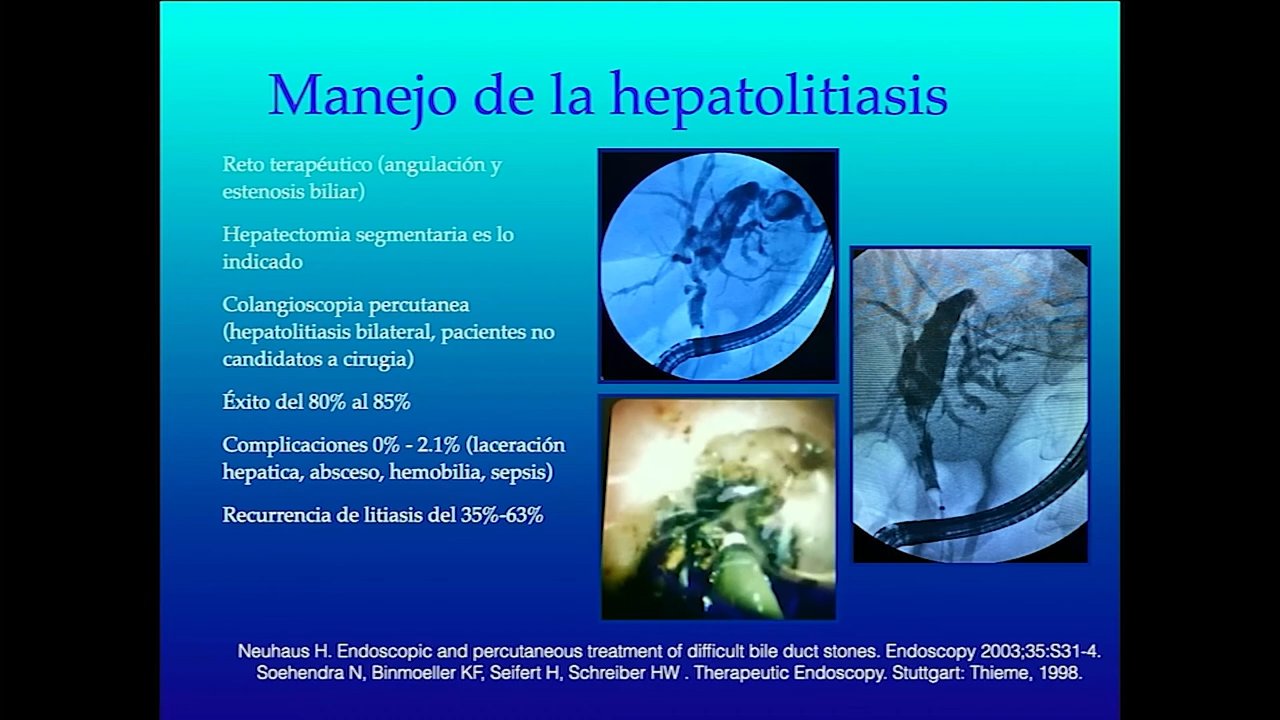 Manejo de la hepatolitiasis
Reto terapéutico (angulación y
estenosis biliar)
Hepatectomia segmentaria es lo
indicado
Colangioscopia percutanea
(hepatolitiasis bilateral, pacientes no
candidatos a cirugia)
Éxito del 80% al 85%
Complicaciones 0% - 2.1% (laceración
hepatica, absceso, hemobilia, sepsis)
Recurrencia de litiasis del 35%-63%
Neuhaus H. Endoscopic and percutaneous treatment of difficult bile duct stones. Endoscopy 2003;35:S31-4.
Soehendra N, Binmoeller KF, Seifert H, Schreiber HW . Therapeutic Endoscopy. Stuttgart: Thieme, 1998.